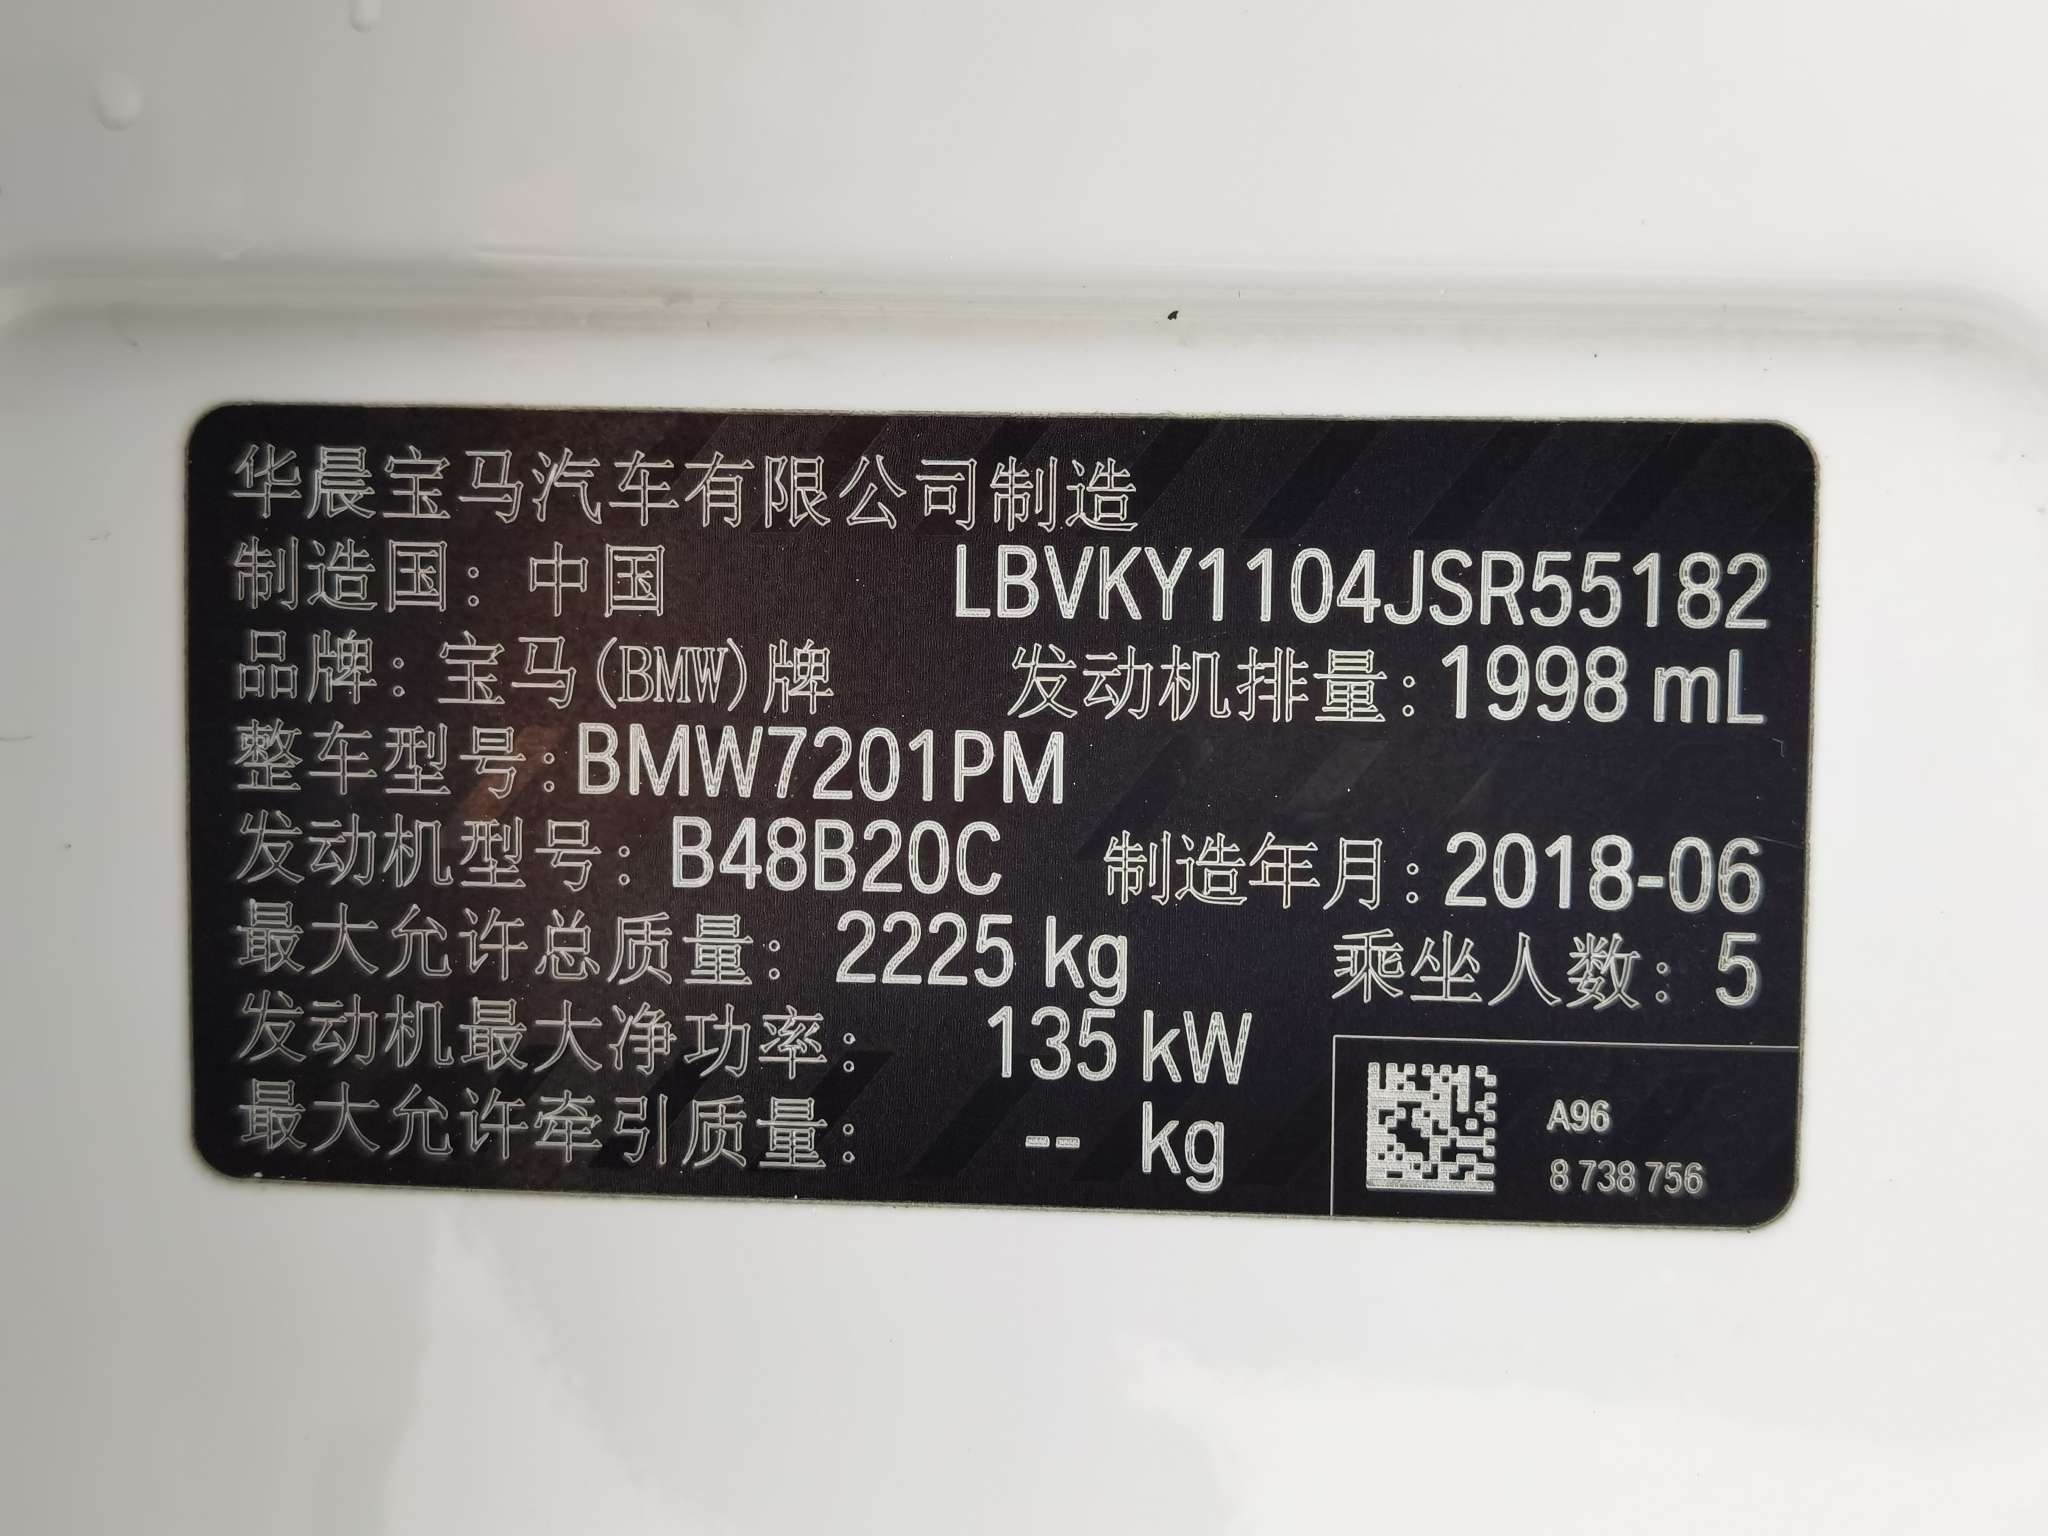 华晨宝马汽车有限公司制造
制造国：中国 LBVKY1104JSR55182
品牌：宝马(BMW)牌 发动机排量：1998 mL
整车型号：BMW7201PM
发动机型号：B48B20C 制造年月：2018-06
最大允许总质量：2225 kg 乘坐人数：5
发动机最大净功率：135 kW
最大允许牵引质量：-- kg
A96
8 738 756